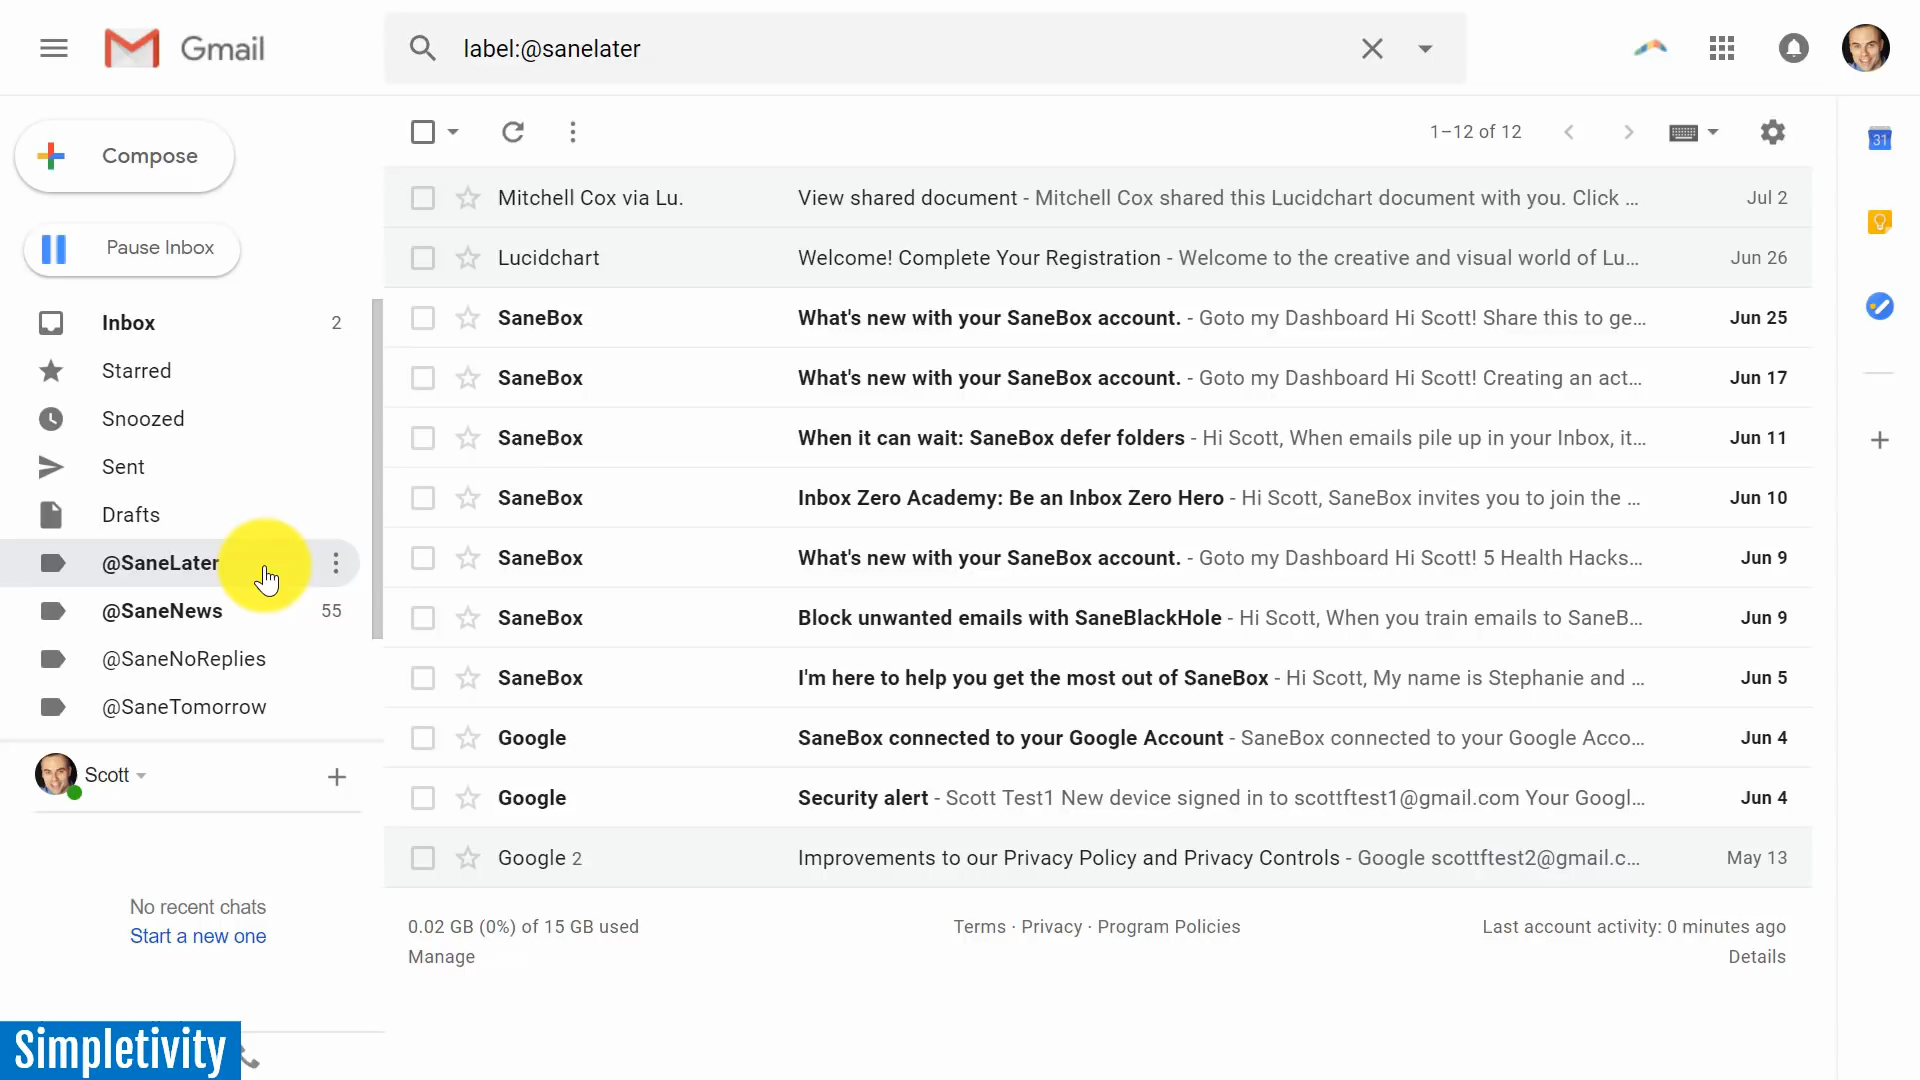 Gmail
label:@sanelater
Compose
1–12 of 12
31
Pause Inbox
Inbox 2
Starred
Snoozed
Sent
Drafts
@SaneLater
@SaneNews 55
@SaneNoReplies
@SaneTomorrow
Mitchell Cox via Lu. View shared document - Mitchell Cox shared this Lucidchart document with you. Click ... Jul 2
Lucidchart Welcome! Complete Your Registration - Welcome to the creative and visual world of Lu... Jun 26
SaneBox What's new with your SaneBox account. - Goto my Dashboard Hi Scott! Share this to ge... Jun 25
SaneBox What's new with your SaneBox account. - Goto my Dashboard Hi Scott! Creating an act... Jun 17
SaneBox When it can wait: SaneBox defer folders - Hi Scott, When emails pile up in your Inbox, it... Jun 11
SaneBox Inbox Zero Academy: Be an Inbox Zero Hero - Hi Scott, SaneBox invites you to join the ... Jun 10
SaneBox What's new with your SaneBox account. - Goto my Dashboard Hi Scott! 5 Health Hacks... Jun 9
SaneBox Block unwanted emails with SaneBlackHole - Hi Scott, When you train emails to SaneB... Jun 9
SaneBox I'm here to help you get the most out of SaneBox - Hi Scott, My name is Stephanie and ... Jun 5
Google SaneBox connected to your Google Account - SaneBox connected to your Google Acco... Jun 4
Google Security alert - Scott Test1 New device signed in to scottftest1@gmail.com Your Googl... Jun 4
Google 2 Improvements to our Privacy Policy and Privacy Controls - Google scottftest2@gmail.c... May 13
Scott
No recent chats
Start a new one
0.02 GB (0%) of 15 GB used
Manage
Terms · Privacy · Program Policies
Last account activity: 0 minutes ago
Details
Simpletivity